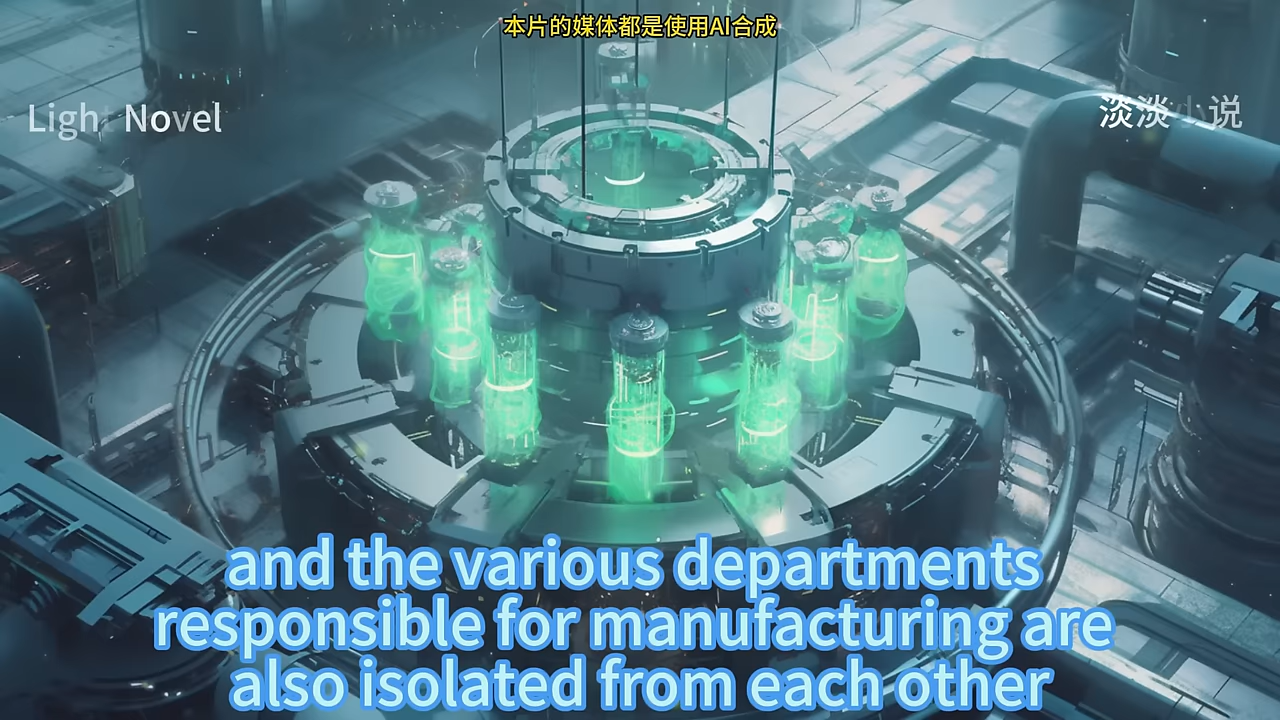 本片的媒体都是使用AI合成
Light Novel
淡淡小说
and the various departments
responsible for manufacturing are
also isolated from each other